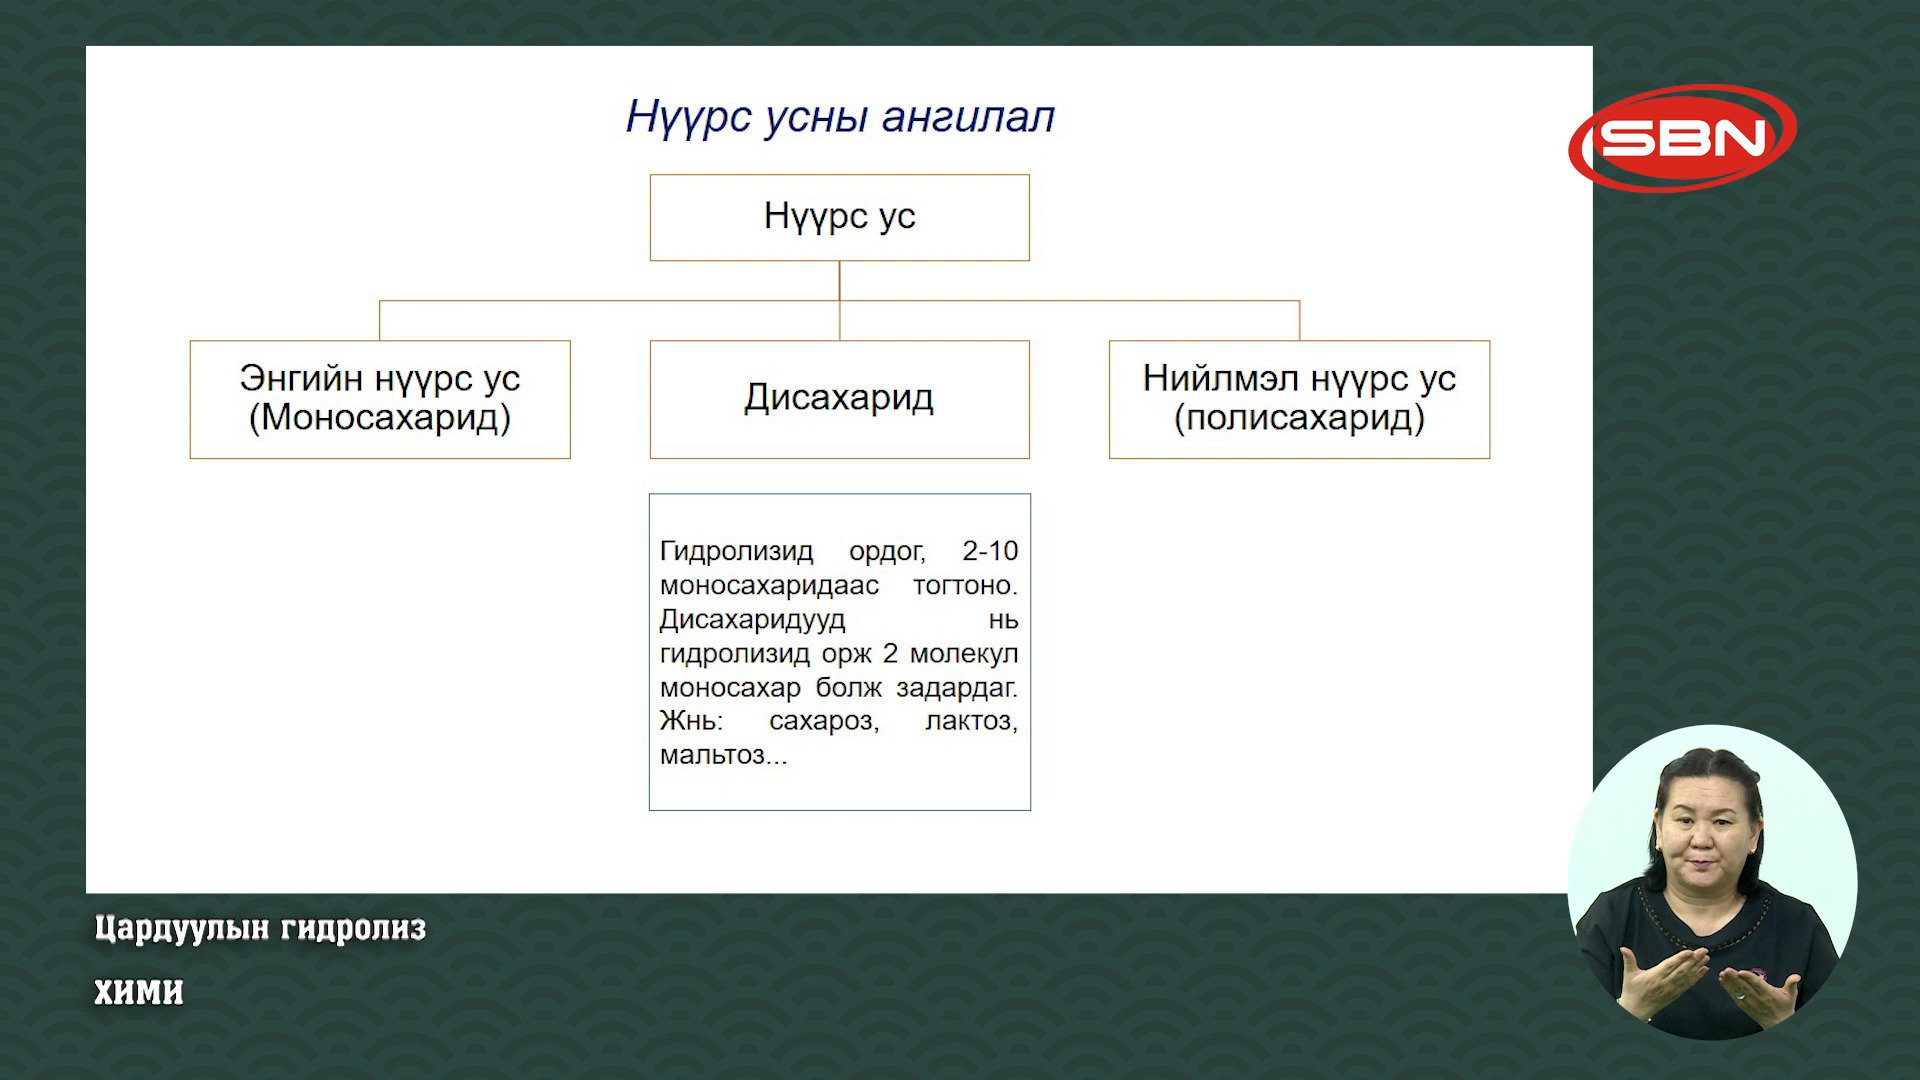 Нүүрс усны ангилал
SBN
Нүүрс ус
Энгийн нүүрс ус
(Моносахарид)
Дисахарид
Нийлмэл нүүрс ус
(полисахарид)
Гидролизид ордог, 2-10
моносахаридаас тогтоно.
Дисахаридууд нь
гидролизид орж 2 молекул
моносахар болж задардаг.
Жнь: сахароз, лактоз,
мальтоз...
Цардуулын гидролиз
ХИМИ